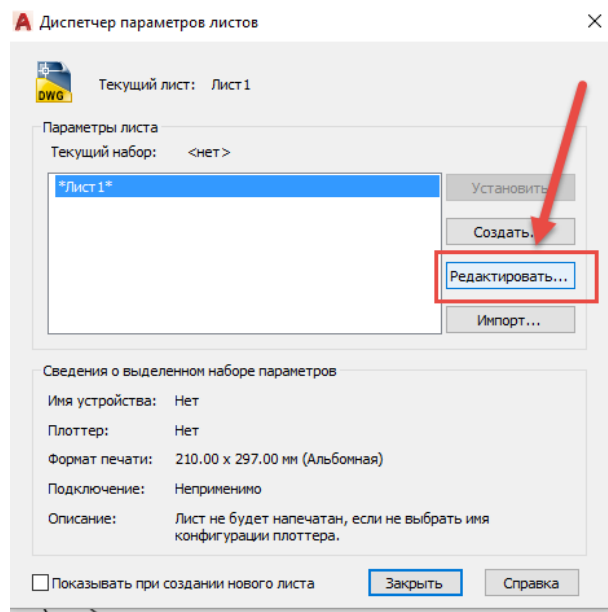 Диспетчер параметров листов
DWG
Текущий лист: Лист1
Параметры листа
Текущий набор: <нет>
*Лист1*
Установить
Создать...
Редактировать...
Импорт...
Сведения о выделенном наборе параметров
Имя устройства: Нет
Плоттер: Нет
Формат печати: 210.00 x 297.00 мм (Альбомная)
Подключение: Неприменимо
Описание: Лист не будет напечатан, если не выбрать имя
конфигурации плоттера.
Показывать при создании нового листа
Закрыть
Справка